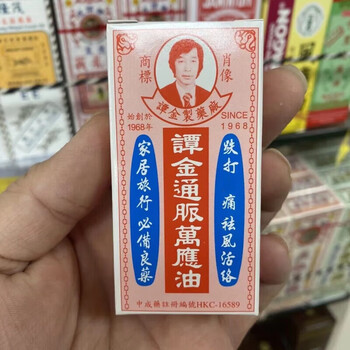 商標
肖像
譚金製藥廠
始創於
1968年
SINCE
1968
譚金通脈萬應油
跌打 痛 祛風活络
家居旅行 必備良藥
中成藥註冊編號HKC-16589